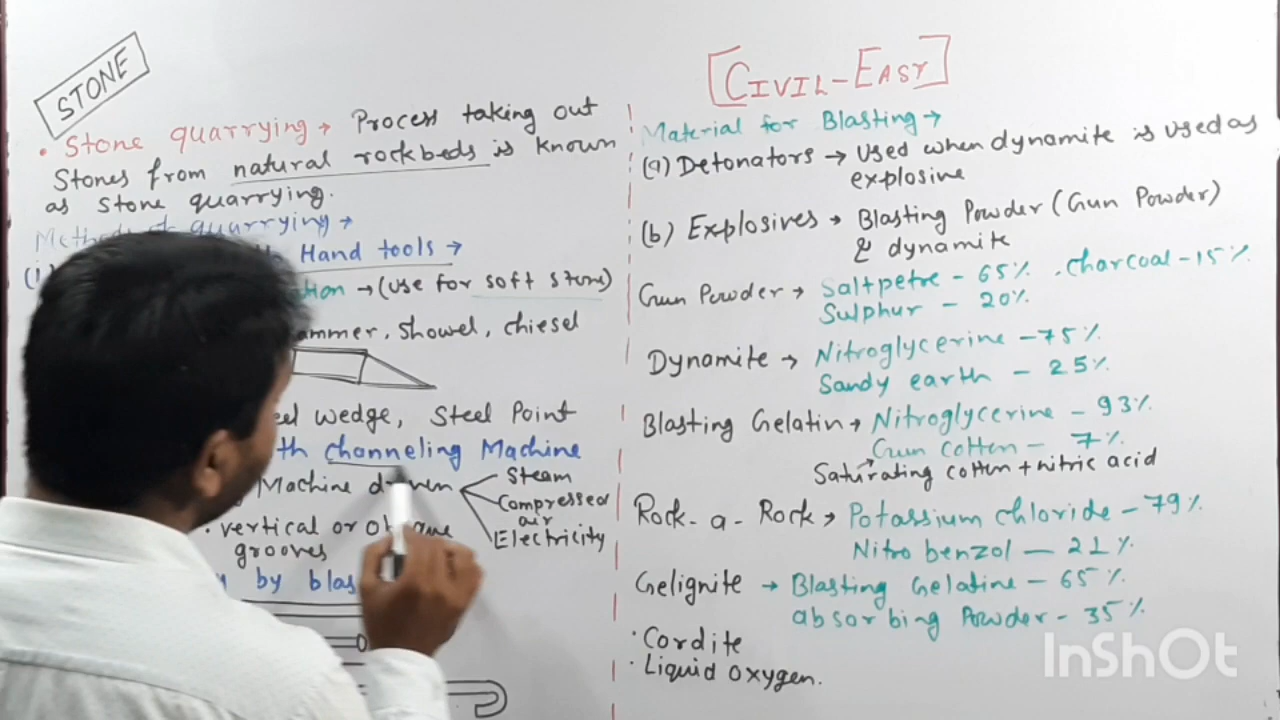 STONE
• Stone quarrying → Process taking out
Stones from natural rockbeds is known
as stone quarrying.
quarrying →
Hand tools →
→ (use for soft stone)
Showel, chiesel
wedge, Steel Point
channeling Machine
Machine driven
Steam
Compressed
air
Electricity
• vertical or
grooves
by
[CIVIL-EASY]
Material for Blasting →
(a) Detonators → used when dynamite is used as
explosive
(b) Explosives → Blasting Powder (Gun Powder)
& dynamite
Gun Powder → Saltpetre - 65%. , Charcoal - 15%.
Sulphur - 20%.
Dynamite → Nitroglycerine - 75%.
Sandy earth - 25%.
Blasting Gelatin → Nitroglycerine - 93%.
Gun cotton - 7%.
Saturating cotton + nitric acid
Rock-a-Rock → Potassium chloride - 79%.
Nitro benzol - 21%.
Gelignite → Blasting Gelatine - 65%.
absorbing Powder - 35%.
· Cordite
· Liquid oxygen.
InShOt